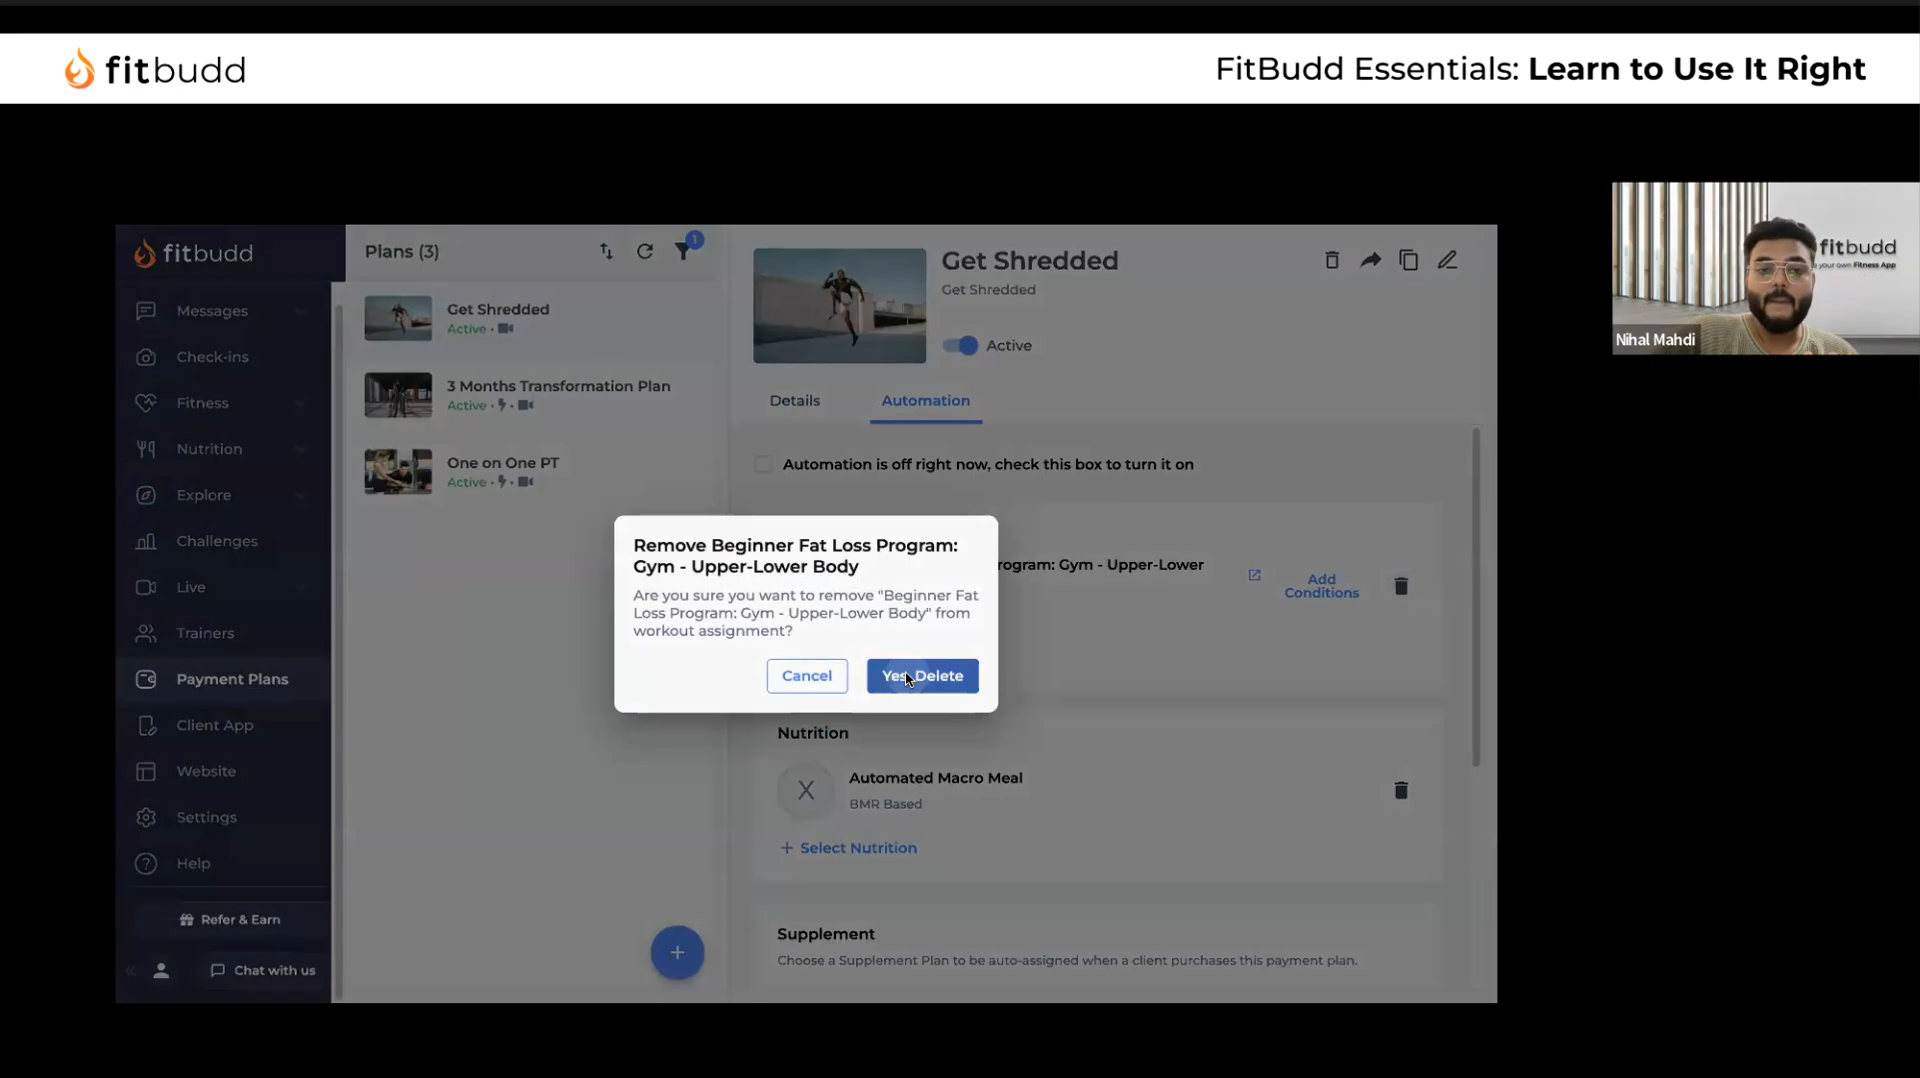 fitbudd
FitBudd Essentials: Learn to Use It Right
fitbudd
Messages
Check-ins
Fitness
Nutrition
Explore
Challenges
Live
Trainers
Payment Plans
Client App
Website
Settings
Help
Refer & Earn
Chat with us
Plans (3)
1
Get Shredded
Active •
3 Months Transformation Plan
Active • •
One on One PT
Active • •
+
Get Shredded
Get Shredded
Active
Details
Automation
Automation is off right now, check this box to turn it on
rogram: Gym - Upper-Lower
Add
Conditions
Remove Beginner Fat Loss Program:
Gym - Upper-Lower Body
Are you sure you want to remove "Beginner Fat
Loss Program: Gym - Upper-Lower Body" from
workout assignment?
Cancel
Yes, Delete
Nutrition
X
Automated Macro Meal
BMR Based
+ Select Nutrition
Supplement
Choose a Supplement Plan to be auto-assigned when a client purchases this payment plan.
fitbudd
your own Fitness App
Nihal Mahdi